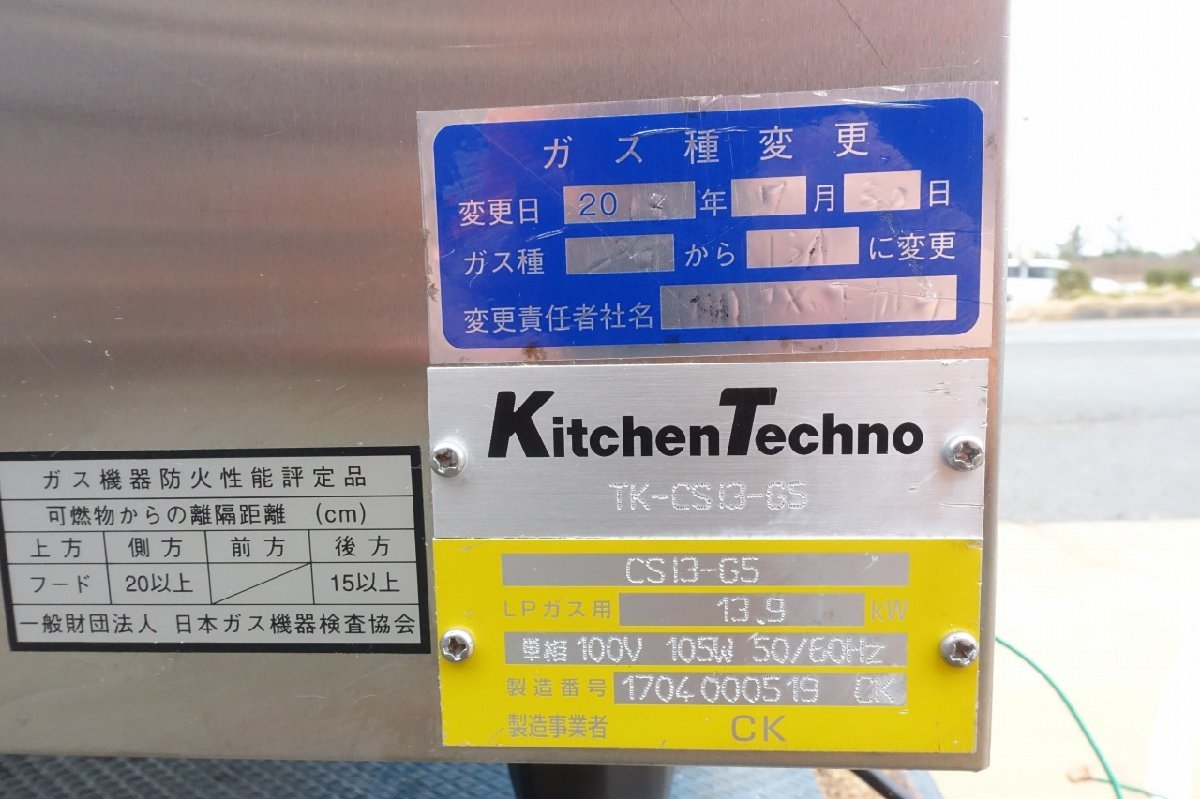 ガス種変更
変更日 20 年 7 月 日
ガス種 から 13A に変更
変更責任者社名
KitchenTechno
TK-CS13-G5
CS13-G5
LPガス用 13.9 kW
単相 100V 105W 50/60Hz
製造番号 1704 000519 CK
製造事業者 CK
ガス機器防火性能評定品
可燃物からの離隔距離 (cm)
上方 側方 前方 後方
フード 20以上 15以上
一般財団法人 日本ガス機器検査協会